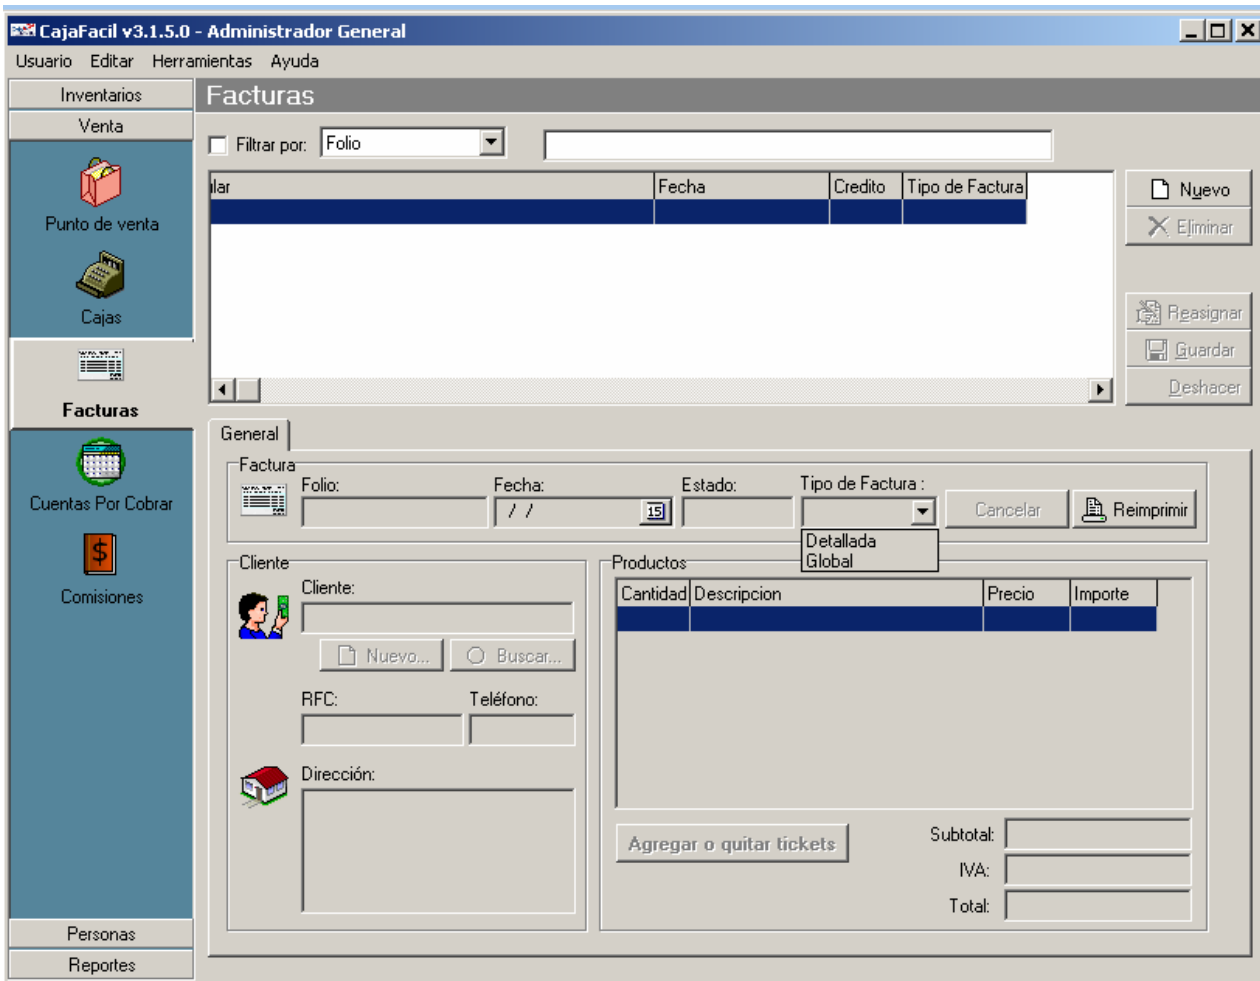 CajaFacil v3.1.5.0 - Administrador General
Usuario Editar Herramientas Ayuda
Inventarios
Venta
Punto de venta
Cajas
Facturas
Cuentas Por Cobrar
Comisiones
Personas
Reportes
Facturas
Filtrar por: Folio
lar Fecha Credito Tipo de Factura
Nuevo
Eliminar
Reasignar
Guardar
Deshacer
General
Factura
Folio: Fecha: Estado: Tipo de Factura :
/ / 15 Cancelar Reimprimir
Detallada
Global
Cliente
Cliente:
Nuevo... Buscar...
RFC: Teléfono:
Dirección:
Productos
Cantidad Descripcion Precio Importe
Agregar o quitar tickets
Subtotal:
IVA:
Total: